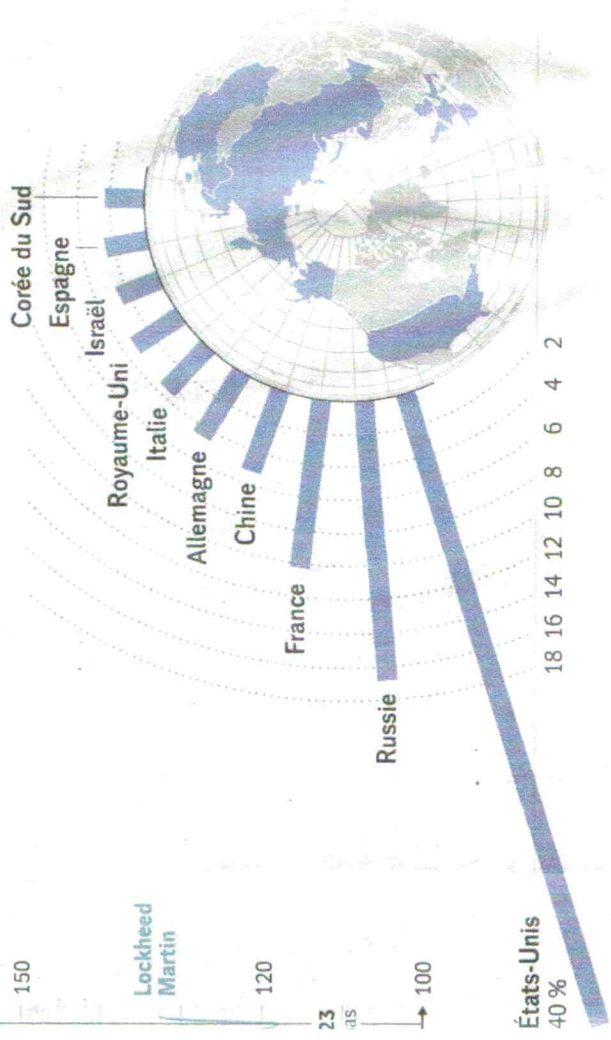 Corée du Sud
Espagne
Israël
Royaume-Uni
Italie
Allemagne
Chine
France
Russie
États-Unis
40 %
18 16 14 12 10 8 6 4 2
150
Lockheed
Martin
120
23
as
100